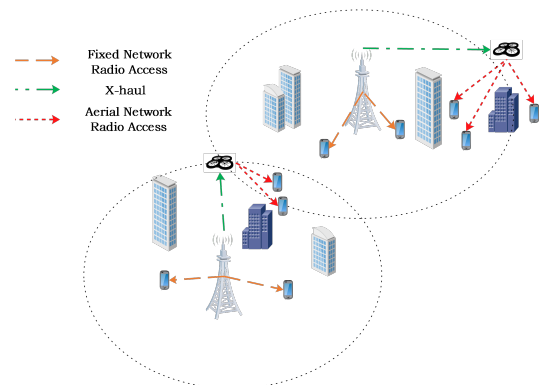 Fixed Network
Radio Access
X-haul
Aerial Network
Radio Access